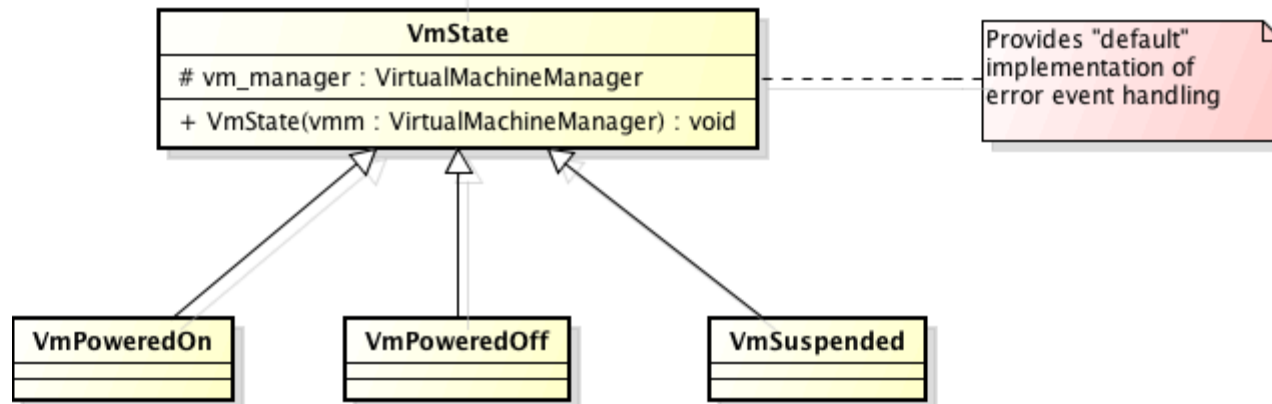 VmState
# vm_manager : VirtualMachineManager
+ VmState(vmm : VirtualMachineManager) : void
Provides "default"
implementation of
error event handling
VmPoweredOn
VmPoweredOff
VmSuspended